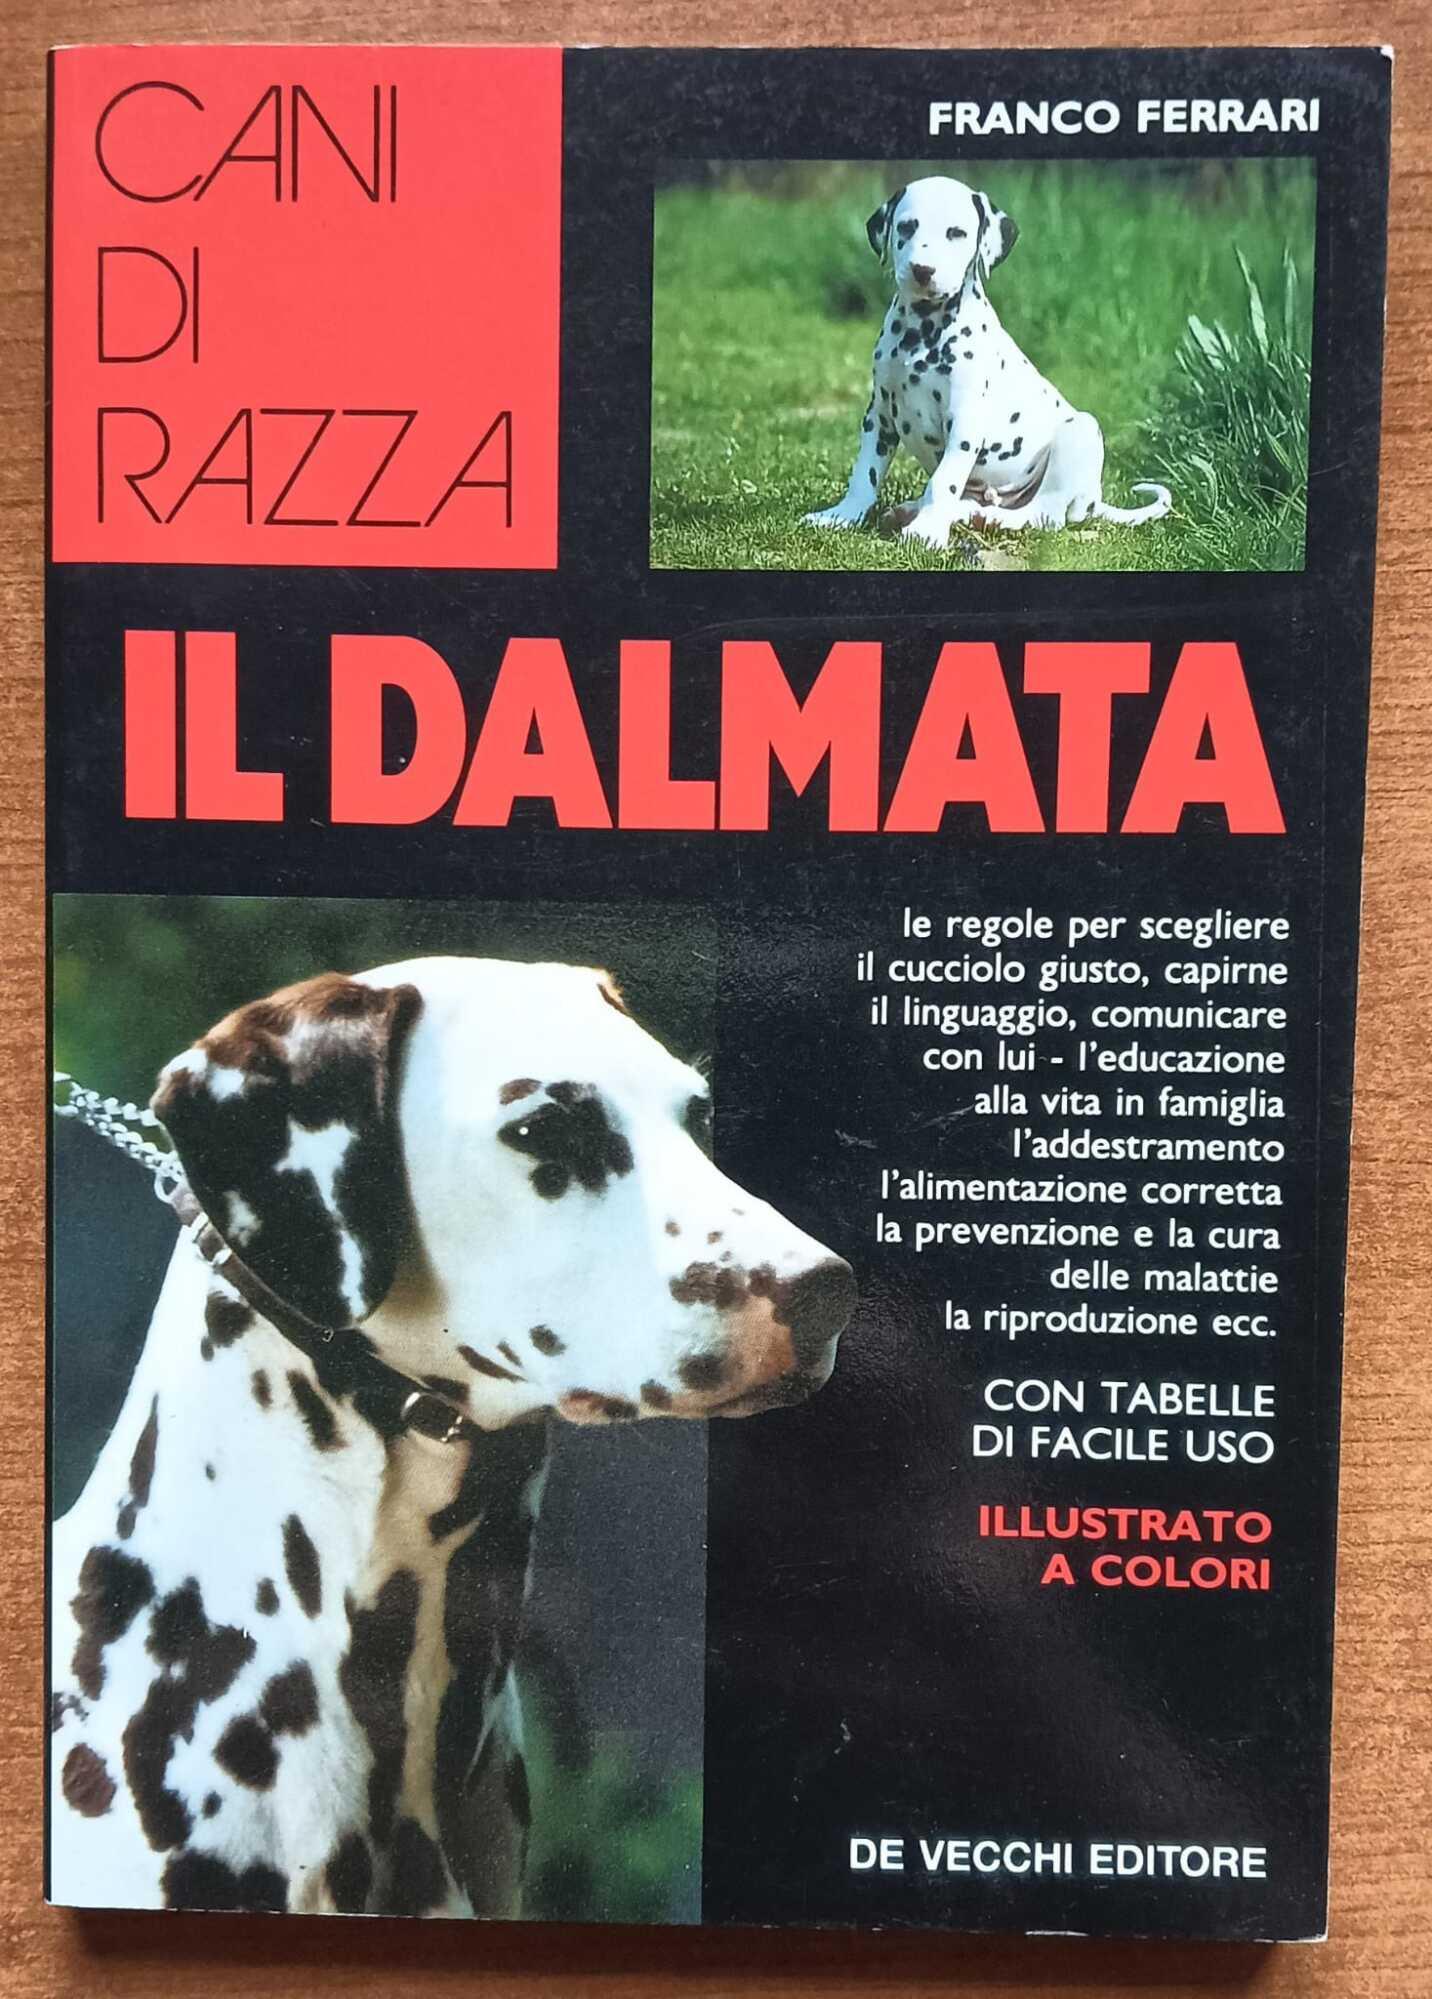 CANI
DI
RAZZA
FRANCO FERRARI
IL DALMATA
le regole per scegliere
il cucciolo giusto, capirne
il linguaggio, comunicare
con lui - l'educazione
alla vita in famiglia
l'addestramento
l'alimentazione corretta
la prevenzione e la cura
delle malattie
la riproduzione ecc.
CON TABELLE
DI FACILE USO
ILLUSTRATO
A COLORI
DE VECCHI EDITORE